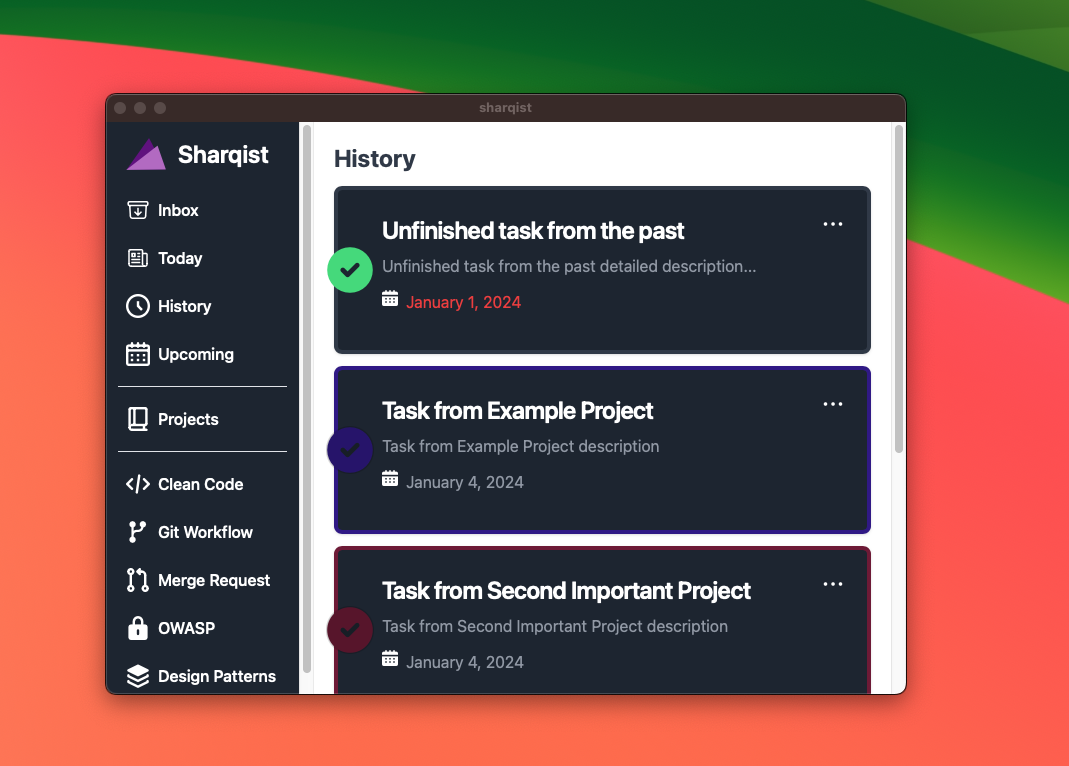 sharqist
Sharqist
Inbox
Today
History
Upcoming
Projects
Clean Code
Git Workflow
Merge Request
OWASP
Design Patterns
History
Unfinished task from the past
Unfinished task from the past detailed description...
January 1, 2024
Task from Example Project
Task from Example Project description
January 4, 2024
Task from Second Important Project
Task from Second Important Project description
January 4, 2024